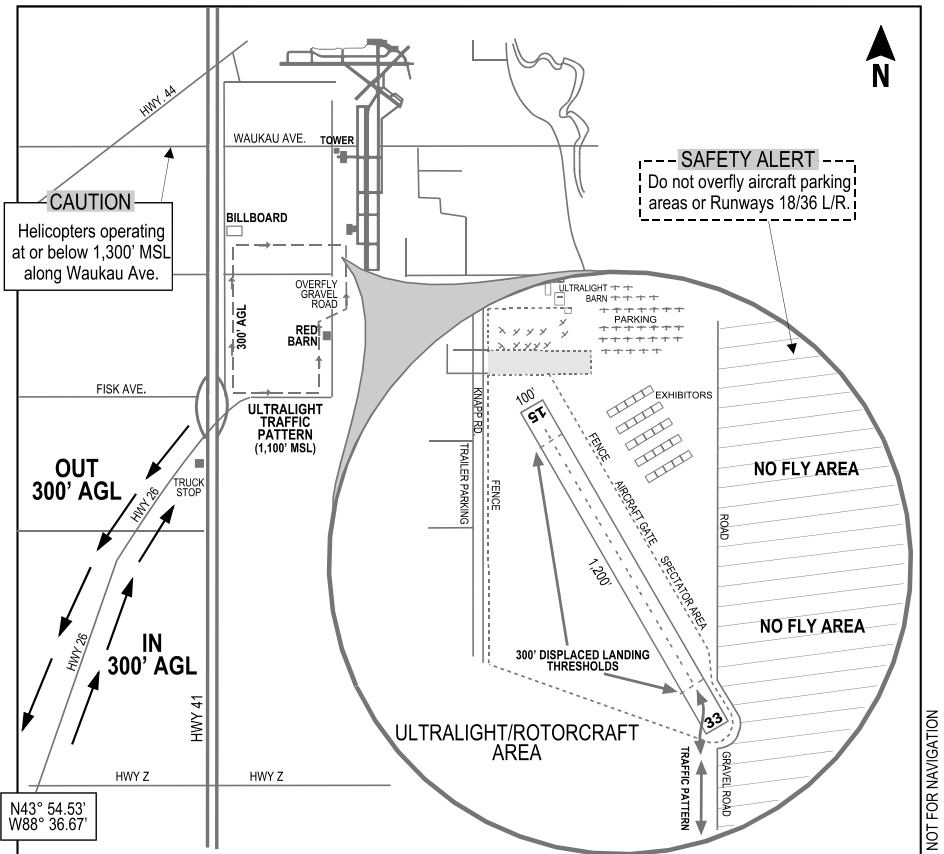 N
HWY. 44
WAUKAU AVE.
TOWER
SAFETY ALERT
Do not overfly aircraft parking
areas or Runways 18/36 L/R.
CAUTION
Helicopters operating
at or below 1,300' MSL
along Waukau Ave.
BILLBOARD
OVERFLY
GRAVEL
ROAD
300' AGL
RED
BARN
ULTRALIGHT
BARN
PARKING
FISK AVE.
ULTRALIGHT
TRAFFIC
PATTERN
(1,100' MSL)
KNAPP RD.
100'
15
EXHIBITORS
FENCE
OUT
300' AGL
TRUCK
STOP
HWY 26
TRAILER PARKING
FENCE
AIRCRAFT GATE
ROAD
NO FLY AREA
1,200'
SPECTATOR AREA
NO FLY AREA
HWY 26
IN
300' AGL
300' DISPLACED LANDING
THRESHOLDS
HWY 41
33
ULTRALIGHT/ROTORCRAFT
AREA
TRAFFIC PATTERN
GRAVEL ROAD
HWY Z
HWY Z
N43° 54.53'
W88° 36.67'
NOT FOR NAVIGATION